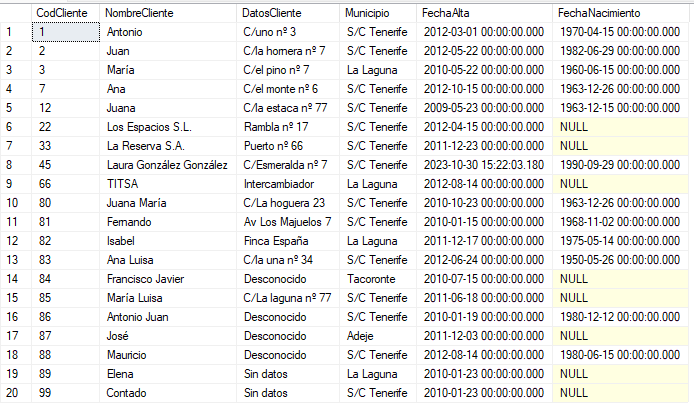 CodCliente NombreCliente DatosCliente Municipio FechaAlta FechaNacimiento
1 1 Antonio C/uno nº 3 S/C Tenerife 2012-03-01 00:00:00.000 1970-04-15 00:00:00.000
2 2 Juan C/la hornera nº 7 S/C Tenerife 2012-05-22 00:00:00.000 1982-06-29 00:00:00.000
3 3 María C/el pino nº 7 La Laguna 2010-05-22 00:00:00.000 1960-06-15 00:00:00.000
4 7 Ana C/el monte nº 6 S/C Tenerife 2012-10-15 00:00:00.000 1963-12-26 00:00:00.000
5 12 Juana C/la estaca nº 77 S/C Tenerife 2009-05-23 00:00:00.000 1963-12-15 00:00:00.000
6 22 Los Espacios S.L. Rambla nº 17 S/C Tenerife 2012-04-15 00:00:00.000 NULL
7 33 La Reserva S.A. Puerto nº 66 S/C Tenerife 2011-12-23 00:00:00.000 NULL
8 45 Laura González González C/Esmeralda nº 7 S/C Tenerife 2023-10-30 15:22:03.180 1990-09-29 00:00:00.000
9 66 TITSA Intercambiador La Laguna 2012-08-14 00:00:00.000 NULL
10 80 Juana María C/La hoguera 23 S/C Tenerife 2010-10-23 00:00:00.000 1963-12-26 00:00:00.000
11 81 Fernando Av Los Majuelos 7 S/C Tenerife 2010-01-15 00:00:00.000 1968-11-02 00:00:00.000
12 82 Isabel Finca España La Laguna 2011-12-17 00:00:00.000 1975-05-14 00:00:00.000
13 83 Ana Luisa C/la una nº 34 S/C Tenerife 2012-06-24 00:00:00.000 1950-05-26 00:00:00.000
14 84 Francisco Javier Desconocido Tacoronte 2010-07-15 00:00:00.000 NULL
15 85 María Luisa C/La laguna nº 77 S/C Tenerife 2011-06-18 00:00:00.000 NULL
16 86 Antonio Juan Desconocido S/C Tenerife 2010-01-19 00:00:00.000 1980-12-12 00:00:00.000
17 87 José Desconocido Adeje 2011-12-03 00:00:00.000 NULL
18 88 Mauricio Desconocido S/C Tenerife 2012-08-14 00:00:00.000 1980-06-15 00:00:00.000
19 89 Elena Sin datos La Laguna 2010-01-23 00:00:00.000 NULL
20 99 Contado Sin datos S/C Tenerife 2010-01-23 00:00:00.000 NULL